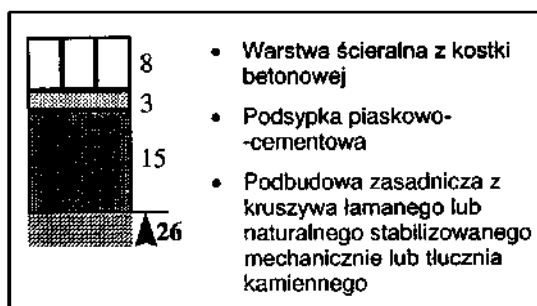 8
3
15
26
• Warstwa ścieralna z kostki
betonowej
• Podsypka piaskowo-
-cementowa
• Podbudowa zasadnicza z
kruszywa łamanego lub
naturalnego stabilizowanego
mechanicznie lub tłucznia
kamiennego